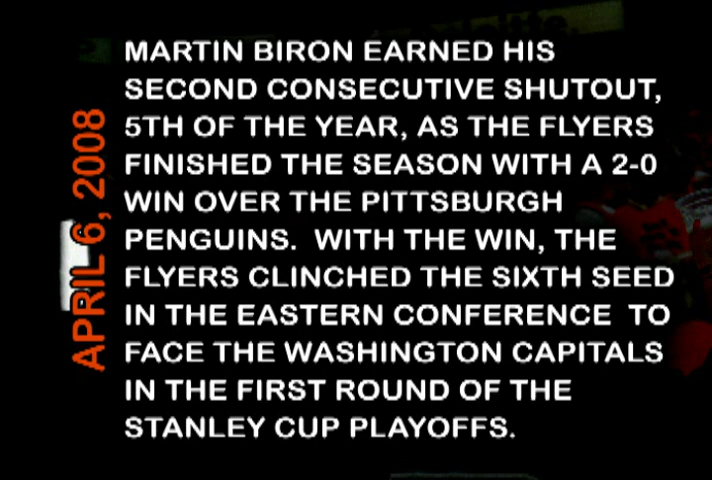 APRIL 6, 2008
MARTIN BIRON EARNED HIS
SECOND CONSECUTIVE SHUTOUT,
5TH OF THE YEAR, AS THE FLYERS
FINISHED THE SEASON WITH A 2-0
WIN OVER THE PITTSBURGH
PENGUINS.  WITH THE WIN, THE
FLYERS CLINCHED THE SIXTH SEED
IN THE EASTERN CONFERENCE  TO
FACE THE WASHINGTON CAPITALS
IN THE FIRST ROUND OF THE
STANLEY CUP PLAYOFFS.